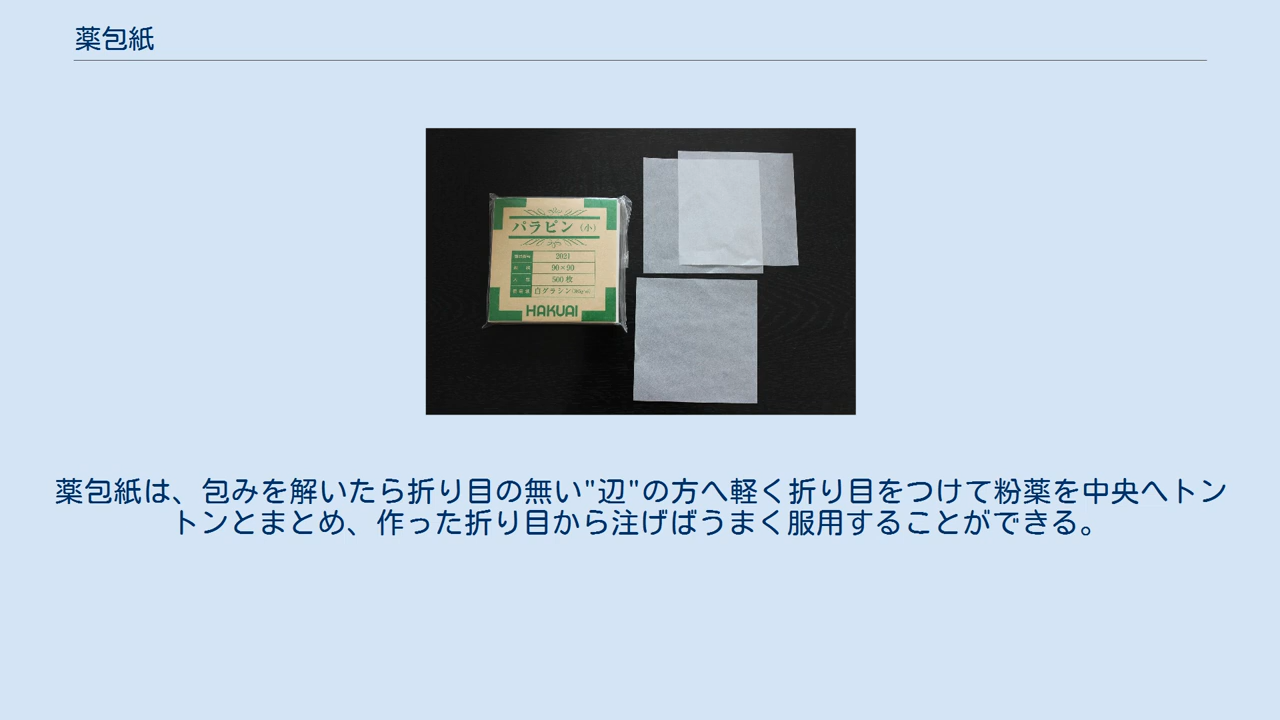 薬包紙
パラピン（小）
2021
90×90
500 枚
白グラシン
HAKUAI
薬包紙は、包みを解いたら折り目の無い"辺"の方へ軽く折り目をつけて粉薬を中央へトン
トンとまとめ、作った折り目から注げばうまく服用することができる。